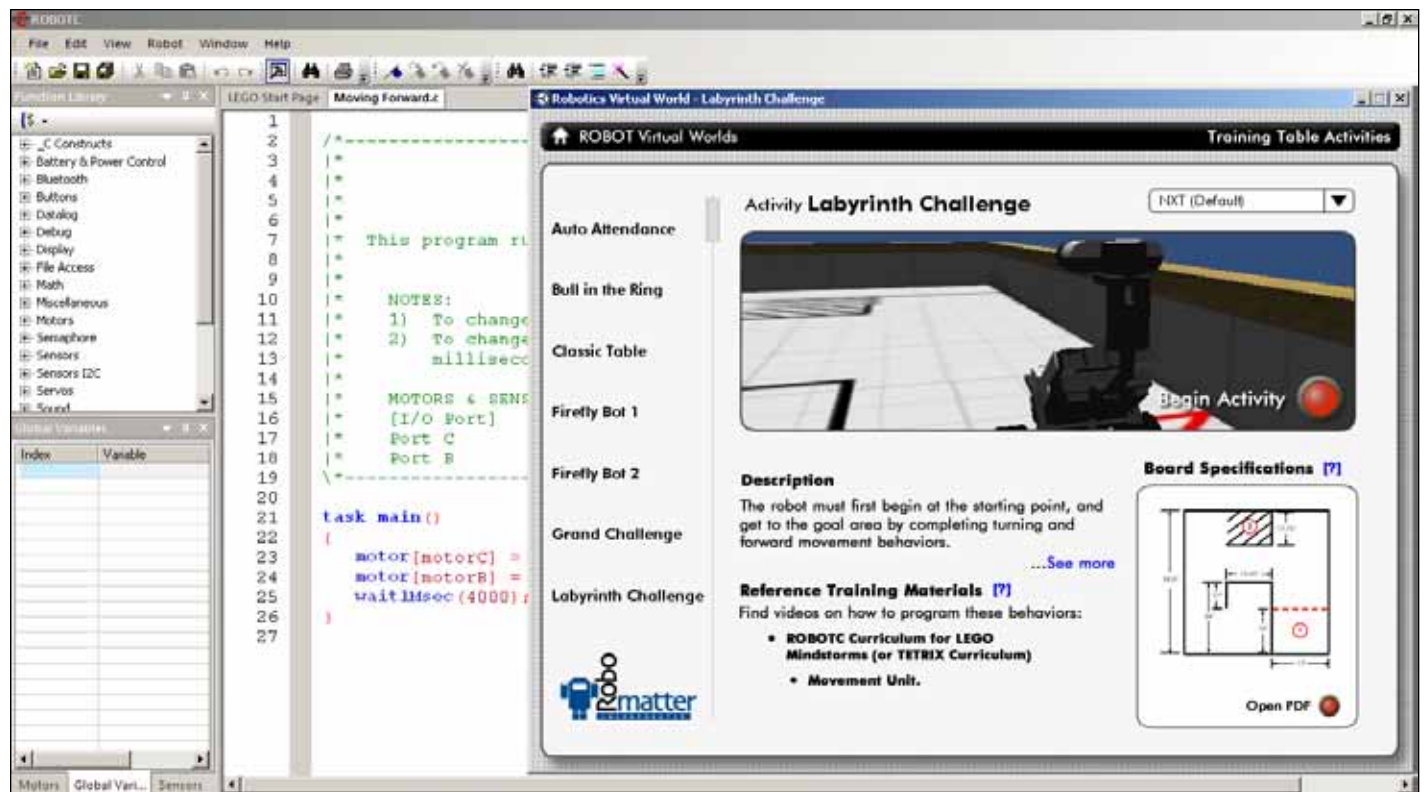 ROBOTC
File Edit View Robot Window Help
Function Library
LEGO Start Page Moving Forward.c
_C Constructs
Battery & Power Control
Bluetooth
Buttons
Datalog
Debug
Display
File Access
Math
Miscellaneous
Motors
Semaphore
Sensors
Sensors I2C
Servos
Sound
Global Variables
Index Variable
Motors Global Vari... Sensors
1
2 /*--------------------
3 |*
4 |*
5 |*
6 |*
7 |* This program
8 |*
9 |*
10 |* NOTES:
11 |* 1) To change
12 |* 2) To change
13 |* millisec
14 |*
15 |* MOTORS & SENS
16 |* [I/O Port]
17 |* Port C
18 |* Port B
19 \*--------------------
20
21 task main()
22 {
23 motor[motorC] =
24 motor[motorB] =
25 wait1Msec(4000);
26 }
27
Robotics Virtual World - Labyrinth Challenge
ROBOT Virtual Worlds Training Table Activities
Auto Attendance
Bull in the Ring
Classic Table
Firefly Bot 1
Firefly Bot 2
Grand Challenge
Labyrinth Challenge
Robomatter
INCORPORATED
Activity Labyrinth Challenge
NXT (Default)
Begin Activity
Description
The robot must first begin at the starting point, and
get to the goal area by completing turning and
forward movement behaviors.
...See more
Reference Training Materials [?]
Find videos on how to program these behaviors:
• ROBOTC Curriculum for LEGO
Mindstorms (or TETRIX Curriculum)
• Movement Unit.
Board Specifications [?]
Open PDF